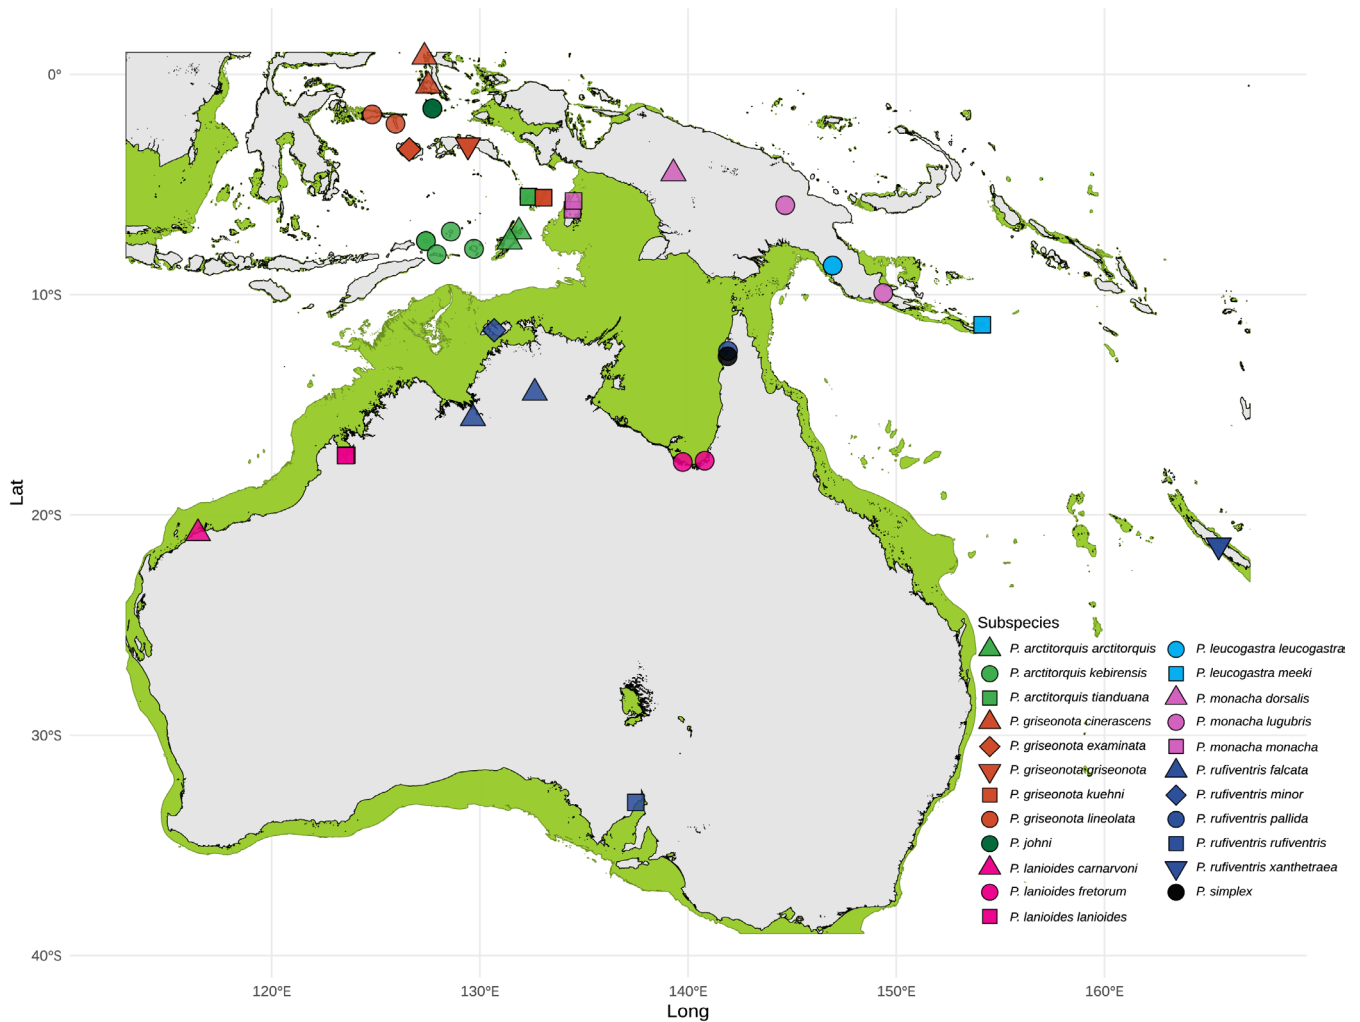 0°
10°S
20°S
30°S
40°S
Lat
120°E
130°E
140°E
150°E
160°E
Long
Subspecies
P. arctitorquis arctitorquis
P. arctitorquis kebirensis
P. arctitorquis tianduana
P. griseonota cinerascens
P. griseonota examinata
P. griseonota griseonota
P. griseonota kuehni
P. griseonota lineolata
P. johni
P. lanioides carnarvoni
P. lanioides fretorum
P. lanioides lanioides
P. leucogastra leucogastra
P. leucogastra meeki
P. monacha dorsalis
P. monacha lugubris
P. monacha monacha
P. rufiventris falcata
P. rufiventris minor
P. rufiventris pallida
P. rufiventris rufiventris
P. rufiventris xanthetraea
P. simplex